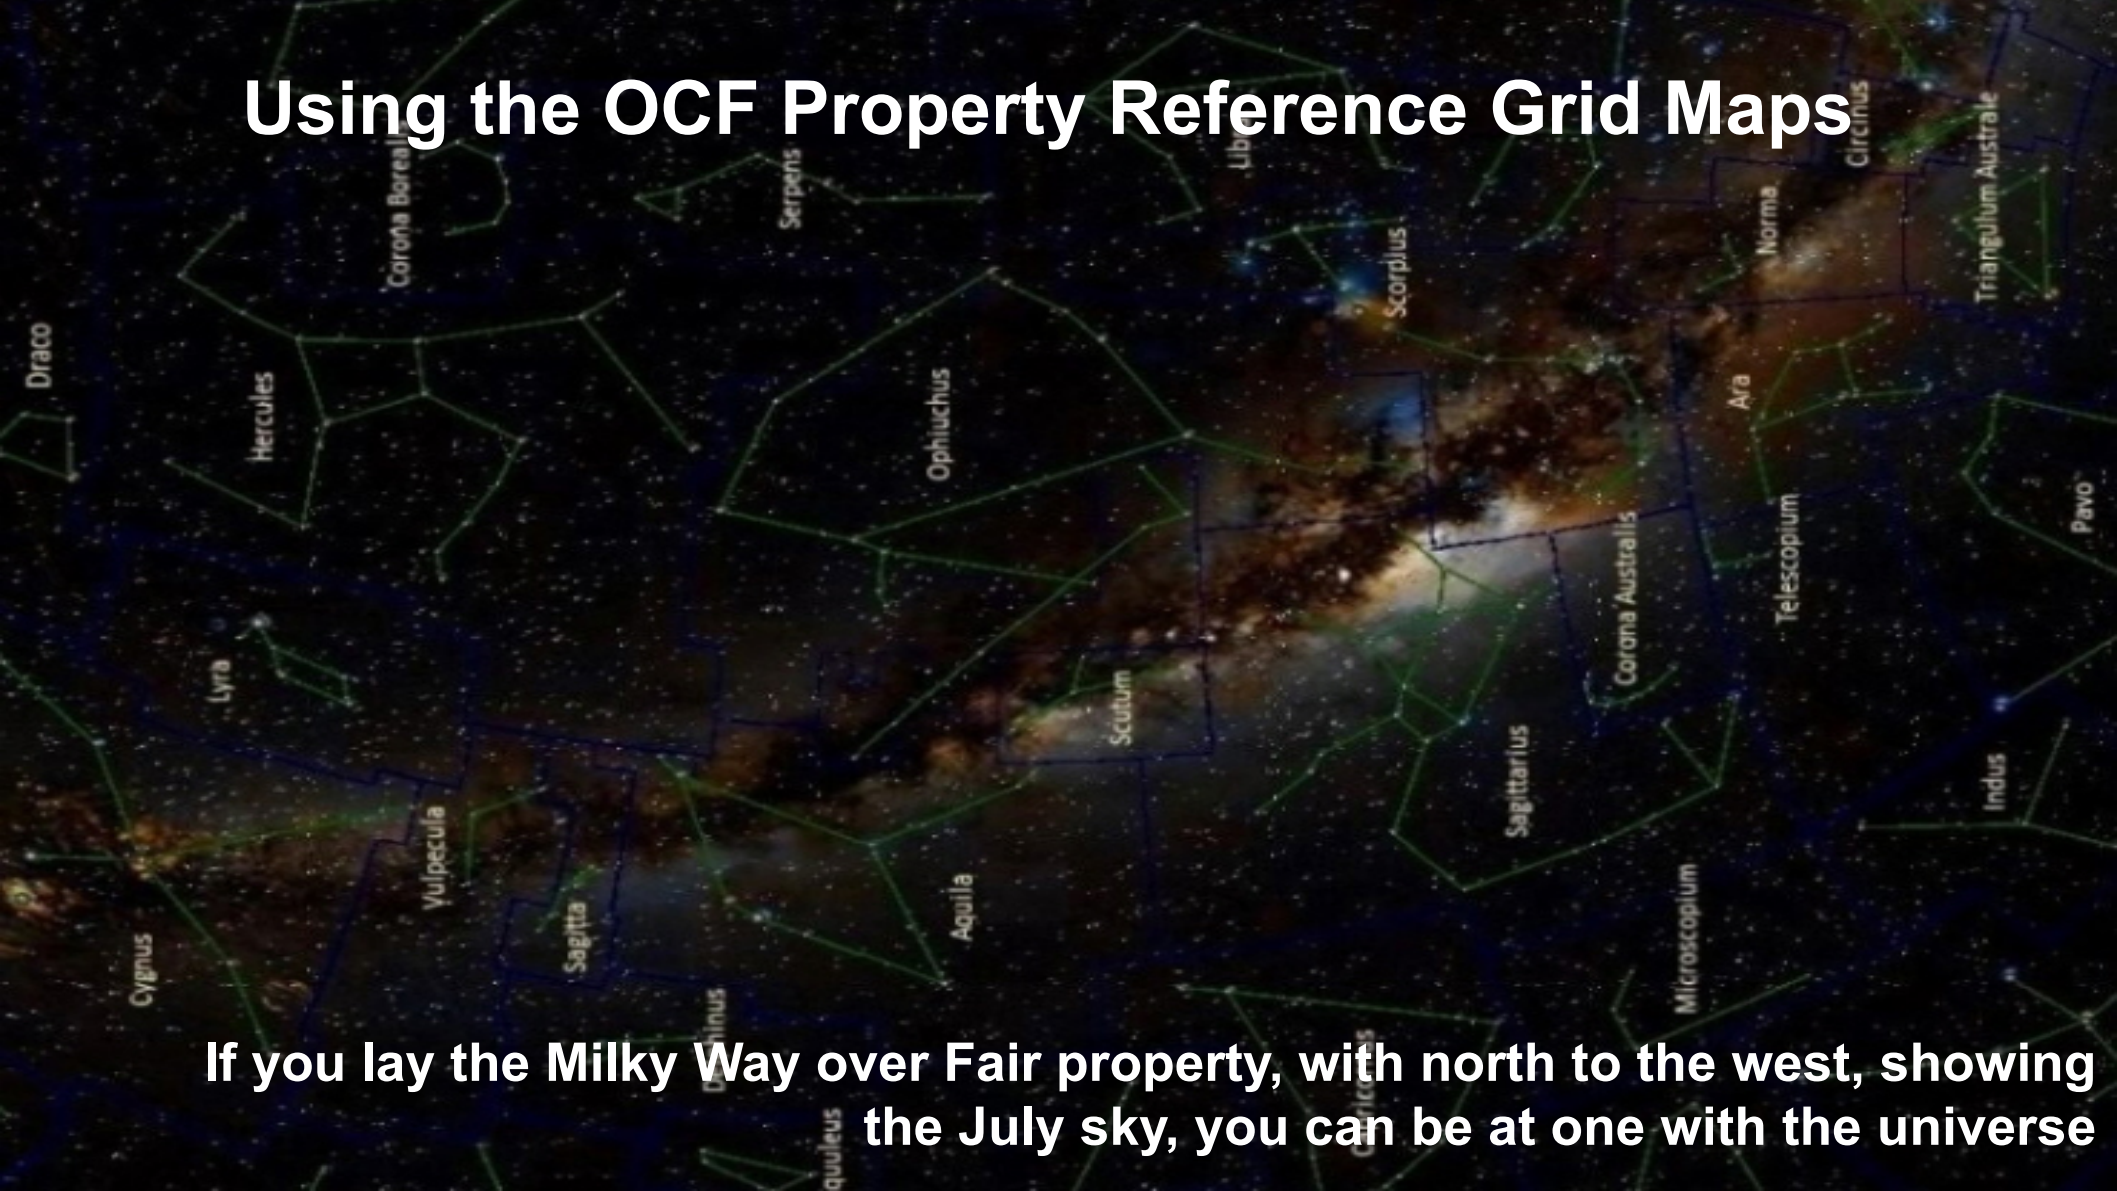 Using the OCF Property Reference Grid Maps
Circinus
Triangulum Australe
Corona Boreali
Serpens
Lib
Norma
Scorpius
Draco
Hercules
Ophiuchus
Ara
Pavo
Telescopium
Corona Australis
Lyra
Scutum
Sagittarius
Indus
Vulpecula
Aquila
Sagitta
Cygnus
Microscopium
If you lay the Milky Way over Fair property, with north to the west, showing
the July sky, you can be at one with the universe
quuleus